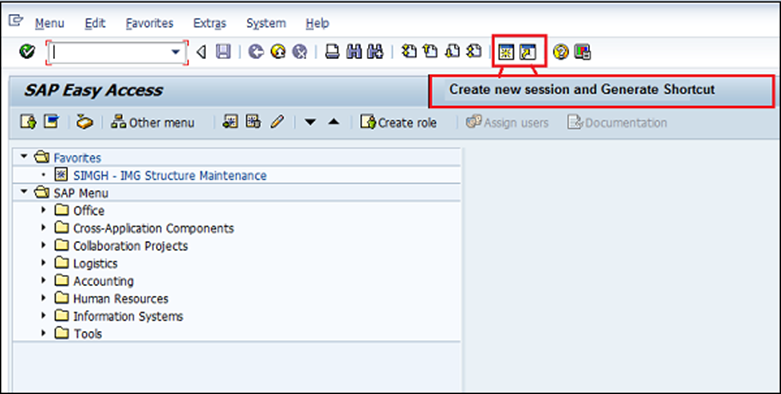 Menu Edit Favorites Extras System Help
SAP Easy Access
Create new session and Generate Shortcut
Other menu Create role Assign users Documentation
Favorites
SIMGH - IMG Structure Maintenance
SAP Menu
Office
Cross-Application Components
Collaboration Projects
Logistics
Accounting
Human Resources
Information Systems
Tools